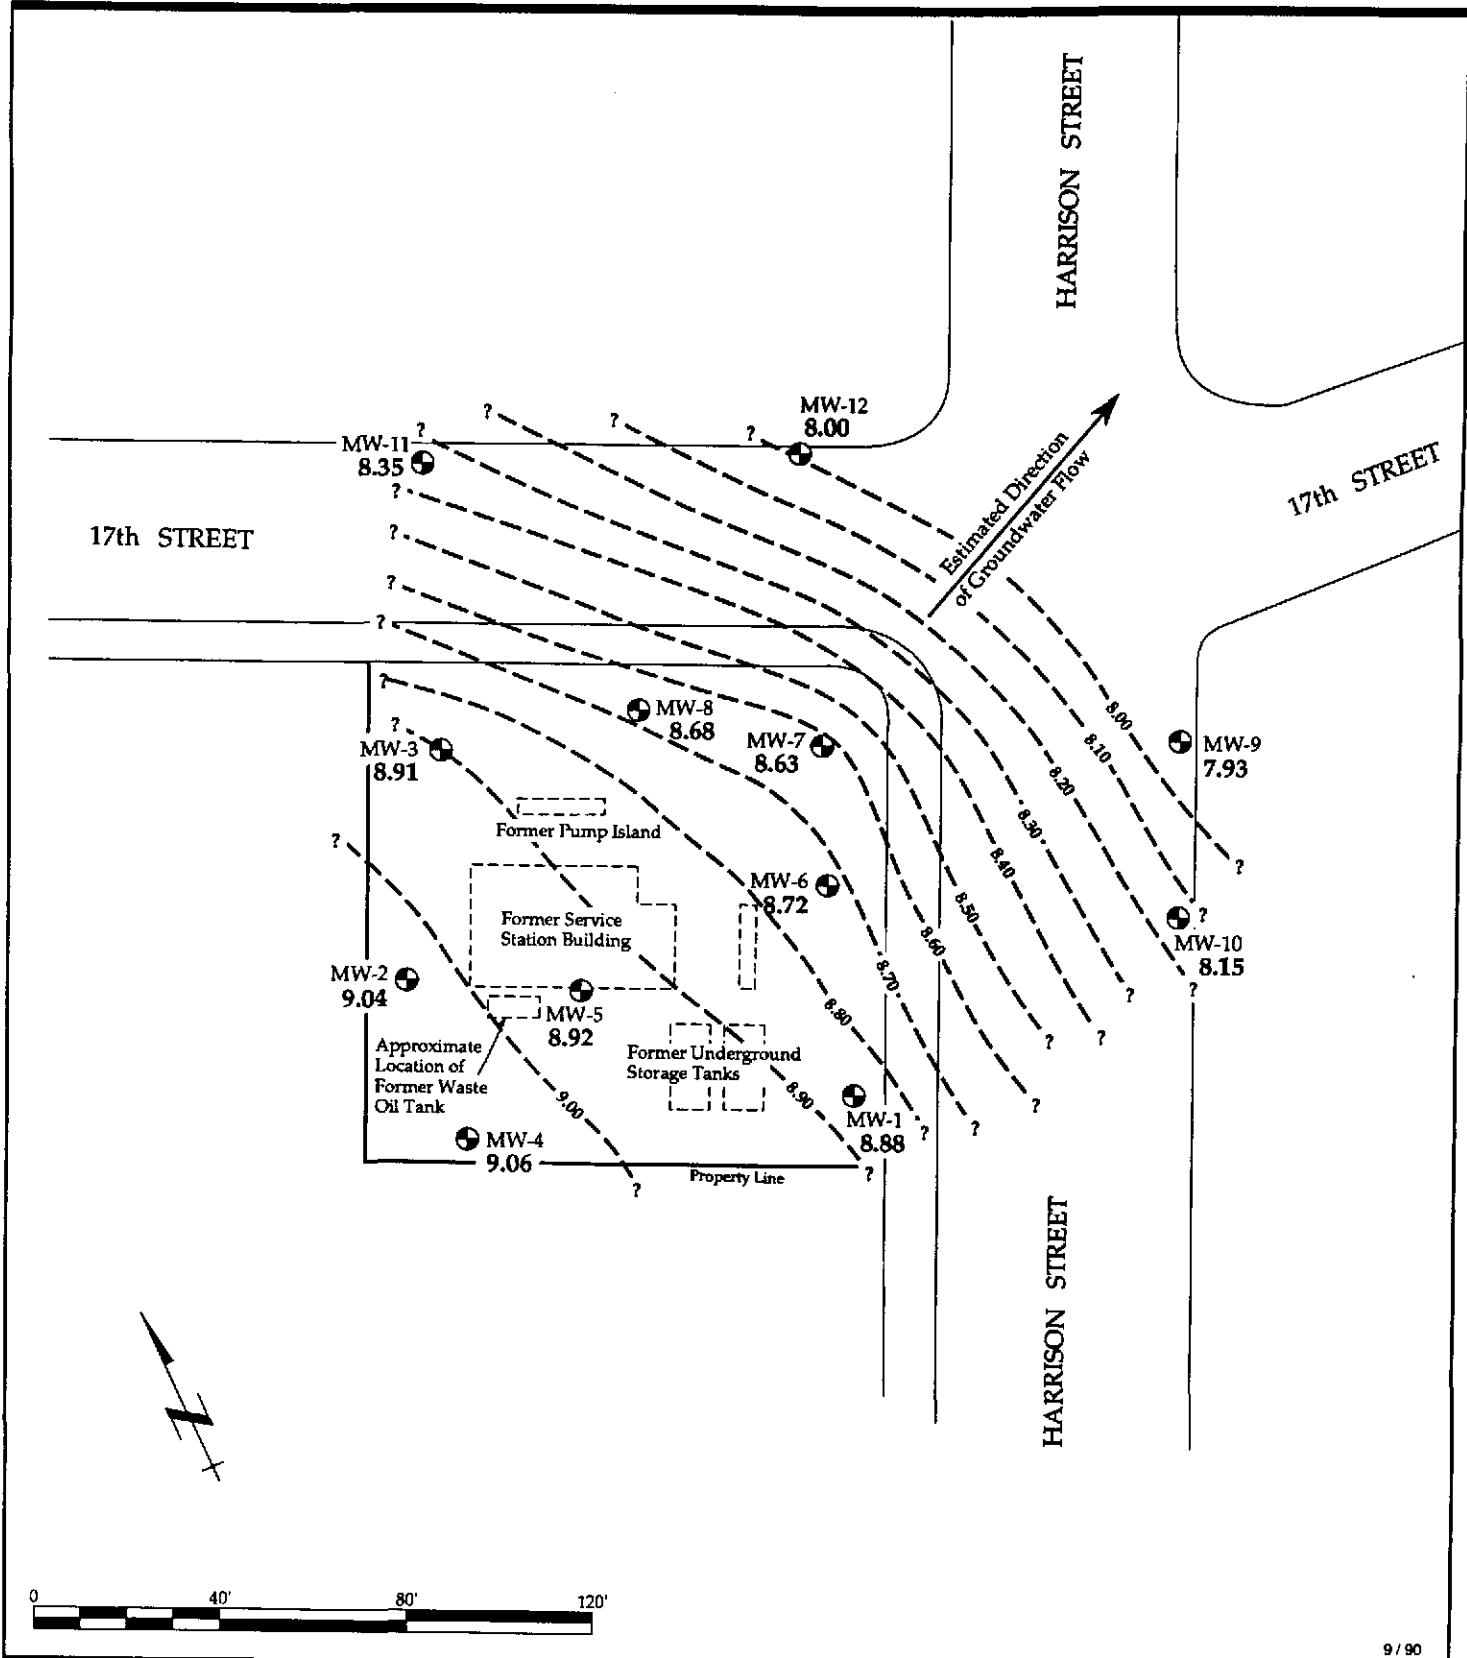 HARRISON STREET
?
?
?
?
MW-12
8.00
MW-11
8.35
?
17th STREET
?
?
?
Estimated Direction
of Groundwater Flow
17th STREET
?
?
MW-8
8.68
MW-7
8.63
8.00
8.10
8.20
8.30
8.40
8.50
8.60
8.70
8.80
8.90
9.00
MW-9
7.93
MW-3
8.91
Former Pump Island
?
?
MW-6
8.72
Former Service
Station Building
?
MW-10
8.15
?
?
?
?
MW-2
9.04
MW-5
8.92
Approximate
Location of
Former Waste
Oil Tank
Former Underground
Storage Tanks
?
?
?
MW-1
8.88
?
MW-4
9.06
Property Line
?
HARRISON STREET
Z
0 40' 80' 120'
9 / 90